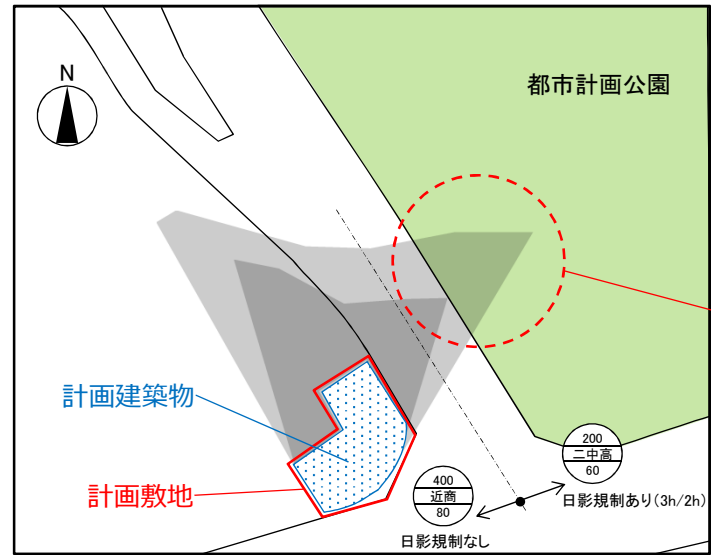 N
都市計画公園
計画建築物
計画敷地
400
近商
80
日影規制なし
200
二中高
60
日影規制あり(3h/2h)